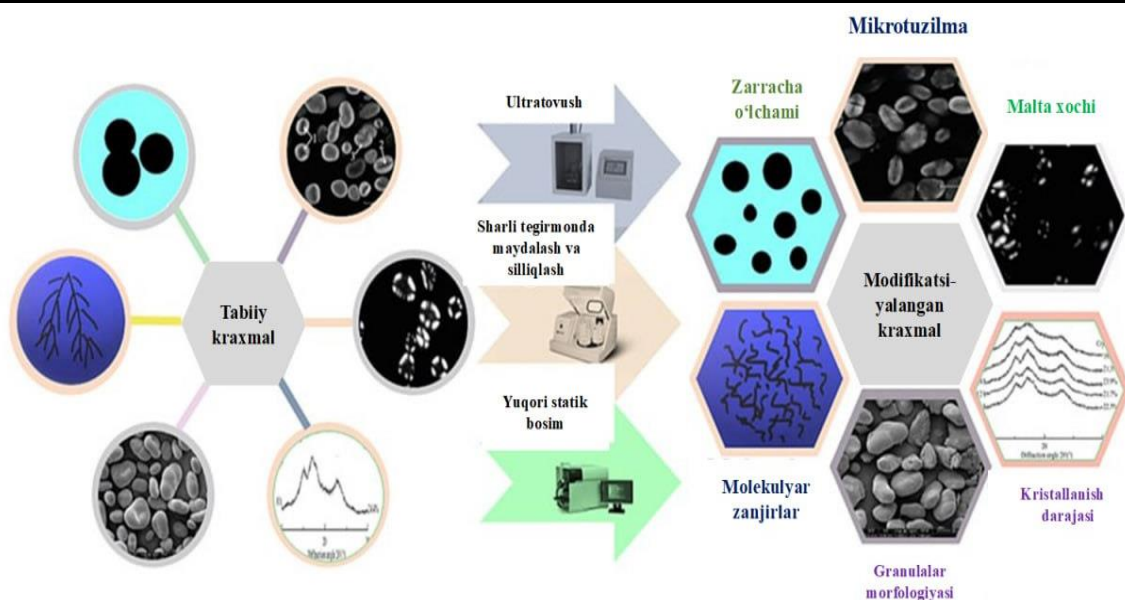 Mikrotuzilma
Zarracha
o‘lchami
Malta xochi
Ultratovush
Sharli tegirmonda
maydalash va
silliqlash
Tabiiy
kraxmal
Modifikatsi-
yalangan
kraxmal
Yuqori statik
bosim
Molekulyar
zanjirlar
Kristallanish
darajasi
Granulalar
morfologiyasi